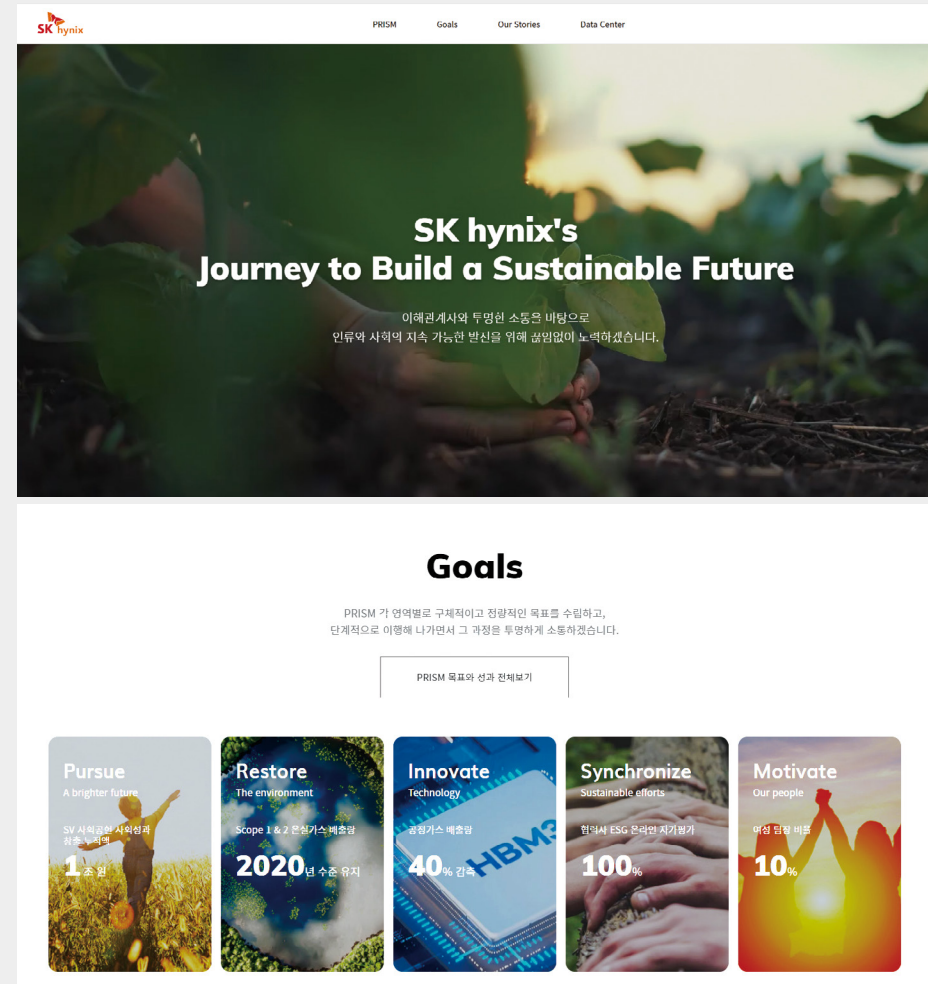 SK hynix
PRISM
Goals
Our Stories
Data Center
SK hynix's
Journey to Build a Sustainable Future
이해관계사와 투명한 소통을 바탕으로
인류와 사회의 지속 가능한 발신을 위해 끊임없이 노력하겠습니다.
Goals
PRISM 각 영역별로 구체적이고 정량적인 목표를 수립하고,
단계적으로 이행해 나가면서 그 과정을 투명하게 소통하겠습니다.
PRISM 목표와 성과 전체보기
Pursue
A brighter future
SV 사회공헌 사회성과
창출 누적액
1조 원
Restore
The environment
Scope 1 & 2 온실가스 배출량
2020년 수준 유지
Innovate
Technology
공정가스 배출량
40% 감축
HBM3
Synchronize
Sustainable efforts
협력사 ESG 온라인 자가평가
100%
Motivate
Our people
여성 팀장 비율
10%